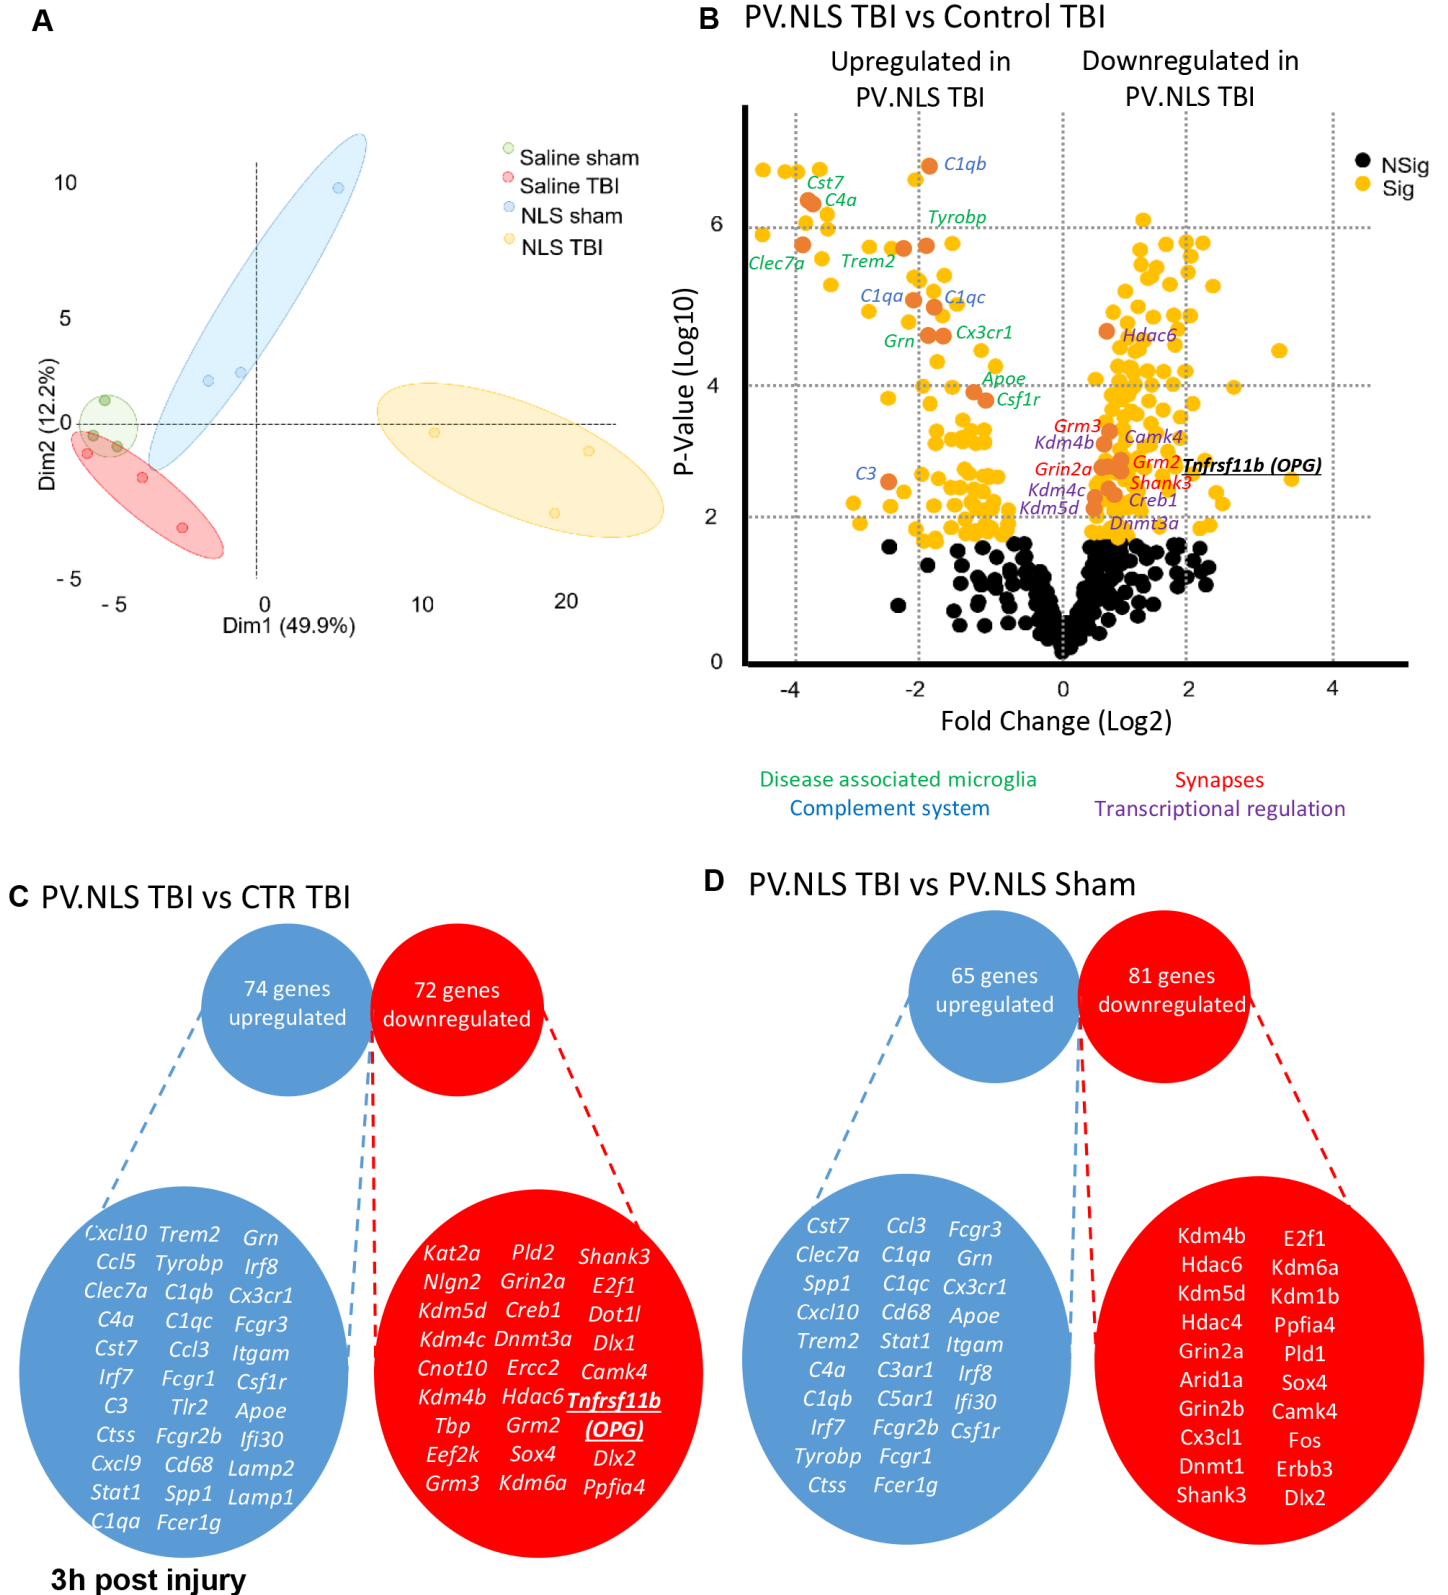 A
10
5
0
- 5
Dim2 (12.2%)
- 5
0
10
20
Dim1 (49.9%)
Saline sham
Saline TBI
NLS sham
NLS TBI
B PV.NLS TBI vs Control TBI
Upregulated in
PV.NLS TBI
Downregulated in
PV.NLS TBI
NSig
Sig
P-Value (Log10)
6
4
2
0
C1qb
Cst7
C4a
Tyrobp
Clec7a
Trem2
C1qa
C1qc
Grn
Cx3cr1
Apoe
Csf1r
C3
Hdac6
Grm3
Camk4
Kdm4b
Grm2
Tnfrsf11b (OPG)
Grin2a
Shank3
Kdm4c
Creb1
Kdm5d
Dnmt3a
-4
-2
0
2
4
Fold Change (Log2)
Disease associated microglia
Complement system
Synapses
Transcriptional regulation
C PV.NLS TBI vs CTR TBI
74 genes
upregulated
72 genes
downregulated
Cxcl10
Ccl5
Clec7a
C4a
Cst7
Irf7
C3
Ctss
Cxcl9
Stat1
C1qa
Trem2
Tyrobp
C1qb
C1qc
Ccl3
Fcgr1
Tlr2
Fcgr2b
Cd68
Spp1
Fcer1g
Grn
Irf8
Cx3cr1
Fcgr3
Itgam
Csf1r
Apoe
Ifi30
Lamp2
Lamp1
Kat2a
Nlgn2
Kdm5d
Kdm4c
Cnot10
Kdm4b
Tbp
Eef2k
Grm3
Pld2
Grin2a
Creb1
Dnmt3a
Ercc2
Hdac6
Grm2
Sox4
Kdm6a
Shank3
E2f1
Dot1l
Dlx1
Camk4
Tnfrsf11b
(OPG)
Dlx2
Ppfia4
3h post injury
D PV.NLS TBI vs PV.NLS Sham
65 genes
upregulated
81 genes
downregulated
Cst7
Clec7a
Spp1
Cxcl10
Trem2
C4a
C1qb
Irf7
Tyrobp
Ctss
Ccl3
C1qa
C1qc
Cd68
Stat1
C3ar1
C5ar1
Fcgr2b
Fcgr1
Fcer1g
Fcgr3
Grn
Cx3cr1
Apoe
Itgam
Irf8
Ifi30
Csf1r
Kdm4b
Hdac6
Kdm5d
Hdac4
Grin2a
Arid1a
Grin2b
Cx3cl1
Dnmt1
Shank3
E2f1
Kdm6a
Kdm1b
Ppfia4
Pld1
Sox4
Camk4
Fos
Erbb3
Dlx2